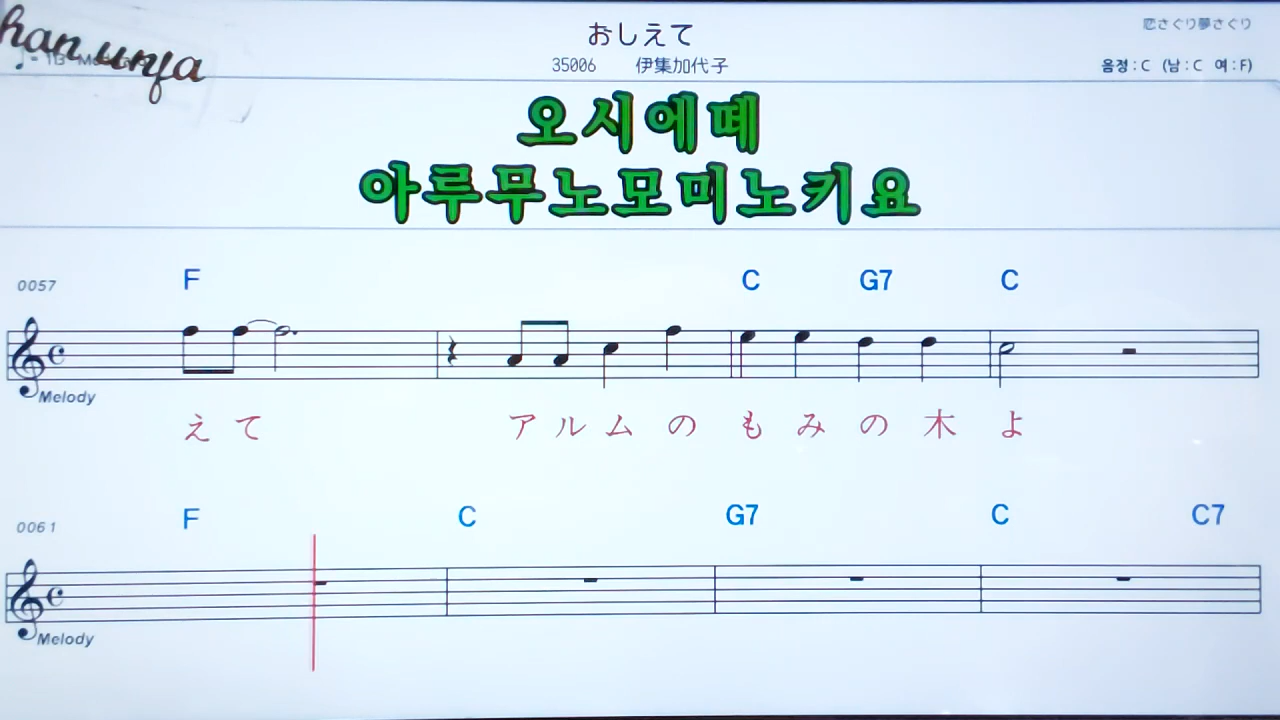 han unja
おしえて
恋さぐり夢さぐり
35006 伊集加代子
음정 : C (남 : C 여 : F)
오시에떼
아루무노모미노키요
0057 F C G7 C
Melody
えて アルムの もみの木よ
0061 F C G7 C C7
Melody